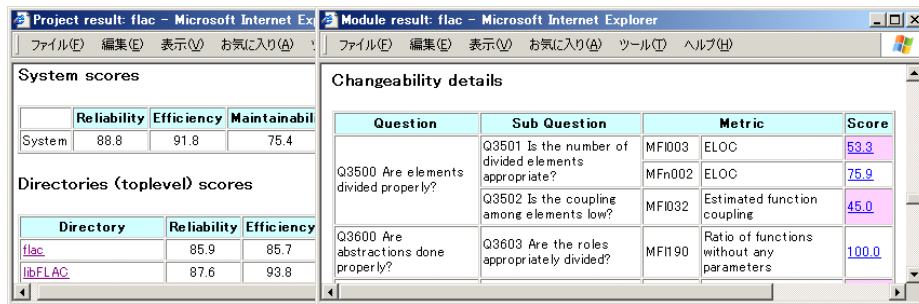 Project result: flac - Microsoft Internet Ex
ファイル(F) 編集(E) 表示(V) お気に入り(A)
System scores
Reliability Efficiency Maintainabil
System 88.8 91.8 75.4
Directories (toplevel) scores
Directory Reliability Efficiency
flac 85.9 85.7
libFLAC 87.6 93.8
Module result: flac - Microsoft Internet Explorer
ファイル(F) 編集(E) 表示(V) お気に入り(A) ツール(T) ヘルプ(H)
Changeability details
Question Sub Question Metric Score
Q3500 Are elements
divided properly?
Q3501 Is the number of
divided elements
appropriate?
MFl003 ELOC 53.3
MFn002 ELOC 75.9
Q3502 Is the coupling
among elements low?
MFl032 Estimated function
coupling
45.0
Q3600 Are
abstractions done
properly?
Q3603 Are the roles
appropriately divided?
MFl190 Ratio of functions
without any
parameters
100.0